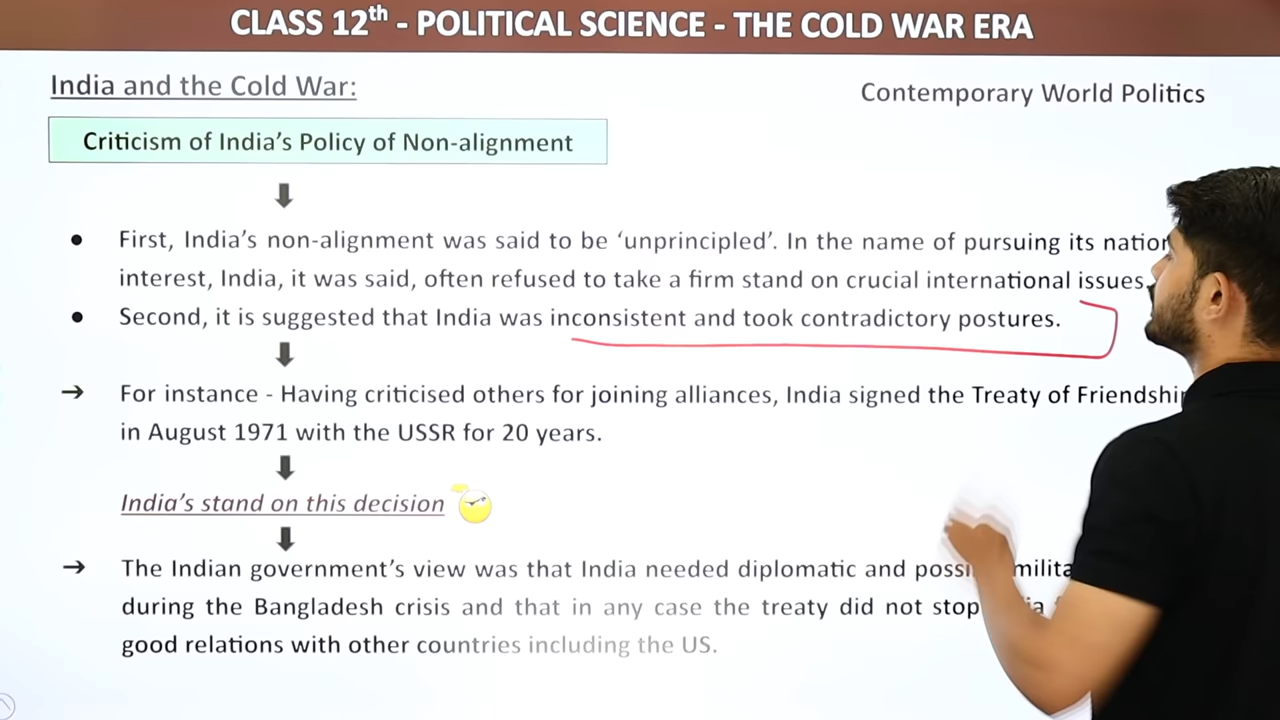 CLASS 12th - POLITICAL SCIENCE - THE COLD WAR ERA
India and the Cold War:
Contemporary World Politics
Criticism of India's Policy of Non-alignment
First, India's non-alignment was said to be ‘unprincipled’. In the name of pursuing its
interest, India, it was said, often refused to take a firm stand on crucial international issues.
Second, it is suggested that India was inconsistent and took contradictory postures.
For instance - Having criticised others for joining alliances, India signed the Treaty of
in August 1971 with the USSR for 20 years.
India's stand on this decision
The Indian government's view was that India needed diplomatic and
during the Bangladesh crisis and that in any case the treaty did not stop
good relations with other countries including the US.